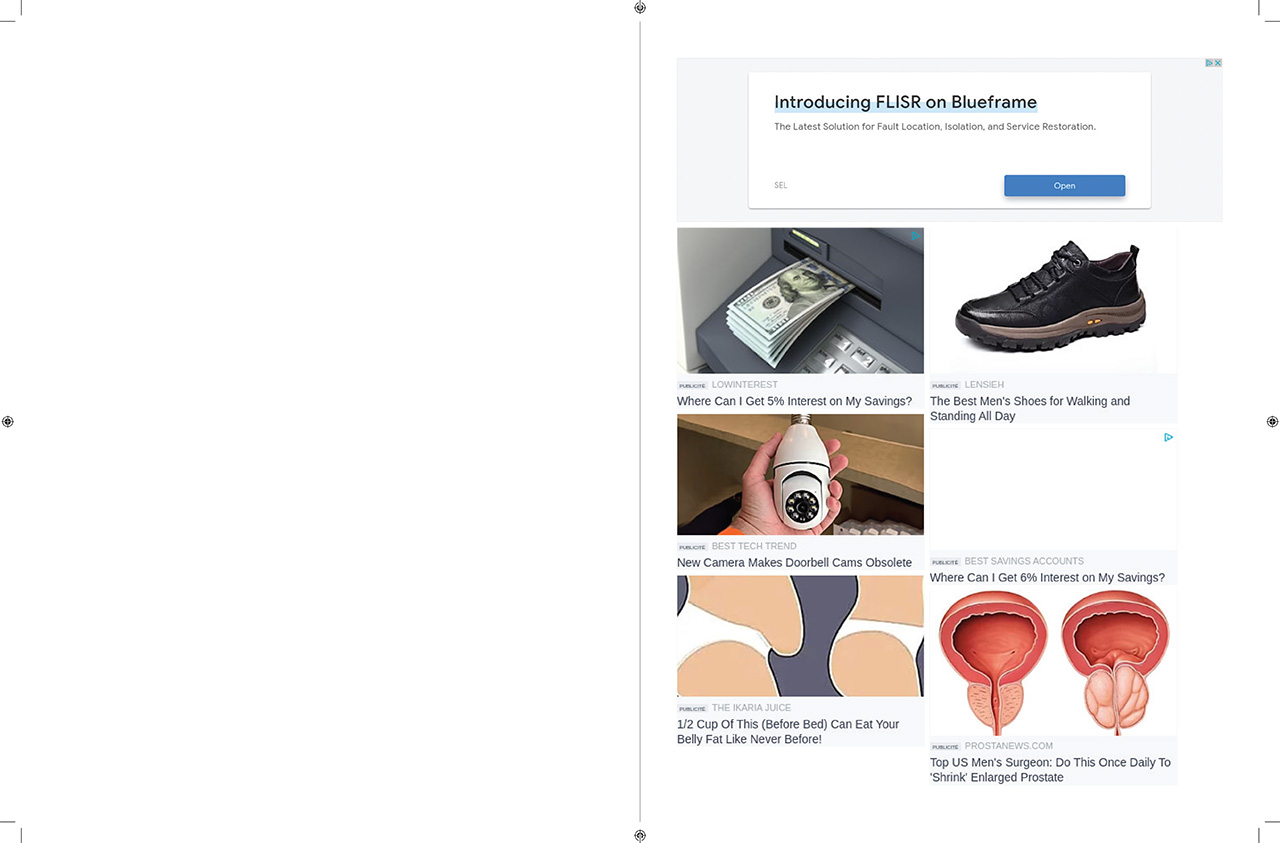 Introducing FLISR on Blueframe
The Latest Solution for Fault Location, Isolation, and Service Restoration.
SEL
Open
PUBLICITÉ LOWINTEREST
Where Can I Get 5% Interest on My Savings?
PUBLICITÉ LENSIEH
The Best Men's Shoes for Walking and
Standing All Day
PUBLICITÉ BEST TECH TREND
New Camera Makes Doorbell Cams Obsolete
PUBLICITÉ BEST SAVINGS ACCOUNTS
Where Can I Get 6% Interest on My Savings?
PUBLICITÉ THE IKARIA JUICE
1/2 Cup Of This (Before Bed) Can Eat Your
Belly Fat Like Never Before!
PUBLICITÉ PROSTANEWS.COM
Top US Men's Surgeon: Do This Once Daily To
'Shrink' Enlarged Prostate